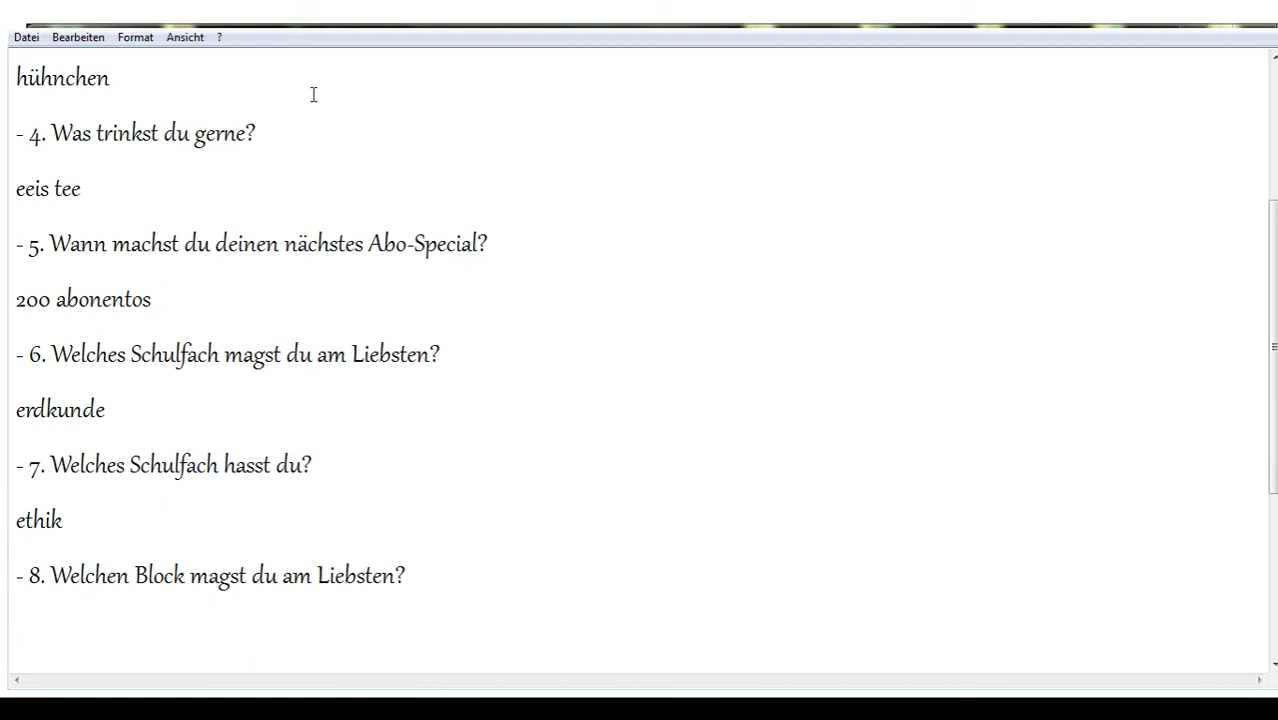 Datei Bearbeiten Format Ansicht ?
hühnchen
- 4. Was trinkst du gerne?
eeis tee
- 5. Wann machst du deinen nächstes Abo-Special?
200 abonentos
- 6. Welches Schulfach magst du am Liebsten?
erdkunde
- 7. Welches Schulfach hasst du?
ethik
- 8. Welchen Block magst du am Liebsten?